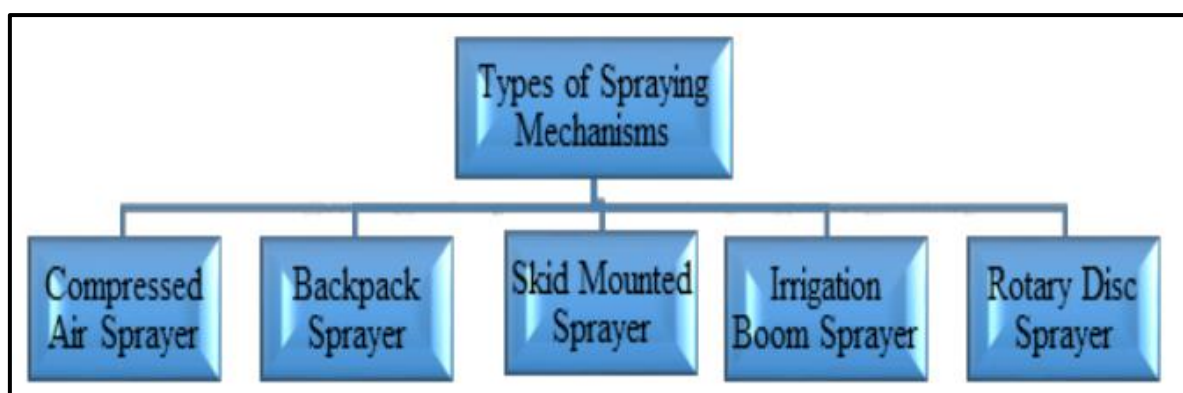 Types of Spraying
Mechanisms
Compressed
Air Sprayer
Backpack
Sprayer
Skid Mounted
Sprayer
Irrigation
Boom Sprayer
Rotary Disc
Sprayer